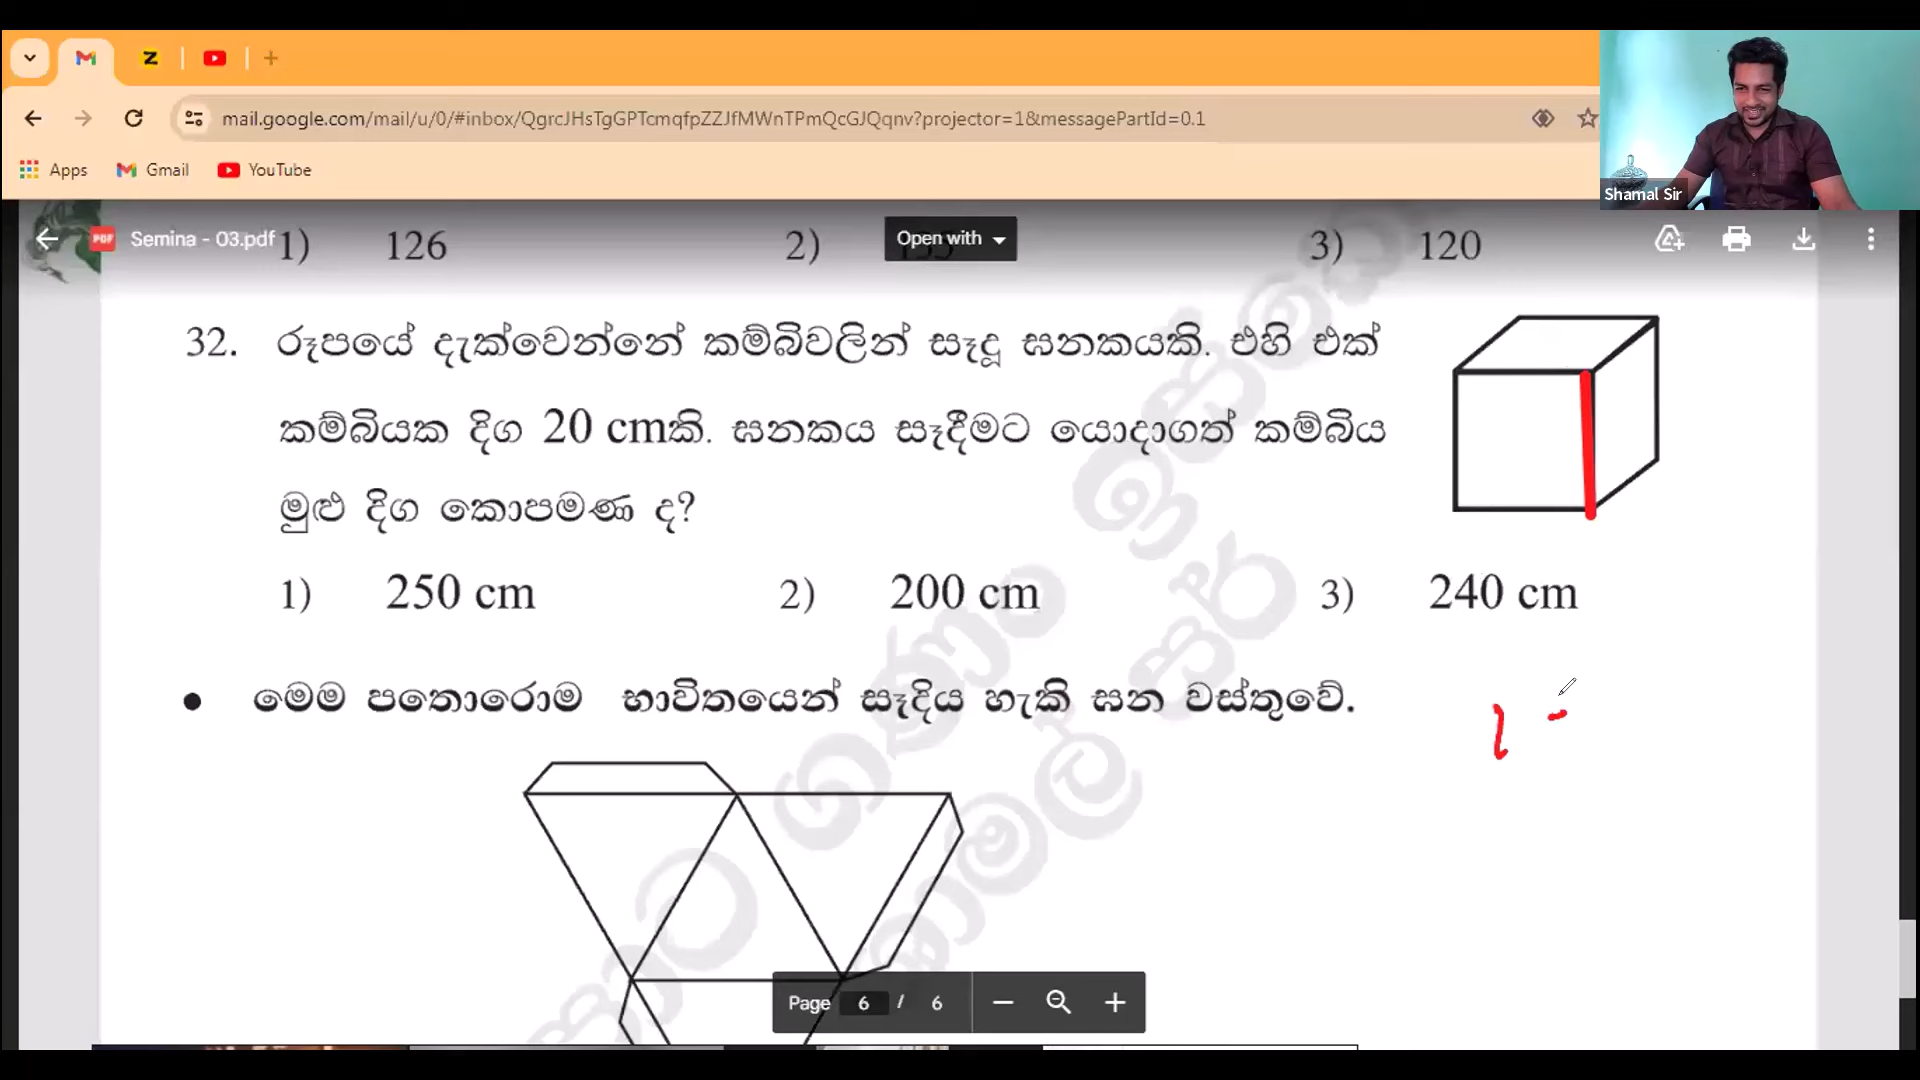 mail.google.com/mail/u/0/#inbox/QgrcJHsTgGPTcmqfpZZJfMWnTPmQcGJQqnv?projector=1&messagePartId=0.1
Apps Gmail YouTube
Shamal Sir
PDF Semina - 03.pdf
Open with
1) 126 2) 3) 120
32. රූපයේ දැක්වෙන්නේ කම්බිවලින් සෑදූ ඝනකයකි. එහි එක්
කම්බියක දිග 20 cmකි. ඝනකය සෑදීමට යොදාගත් කම්බිය
මුළු දිග කොපමණ ද?
1) 250 cm 2) 200 cm 3) 240 cm
• මෙම පතොරොම භාවිතයෙන් සෑදිය හැකි ඝන වස්තුවේ.
Page 6 / 6